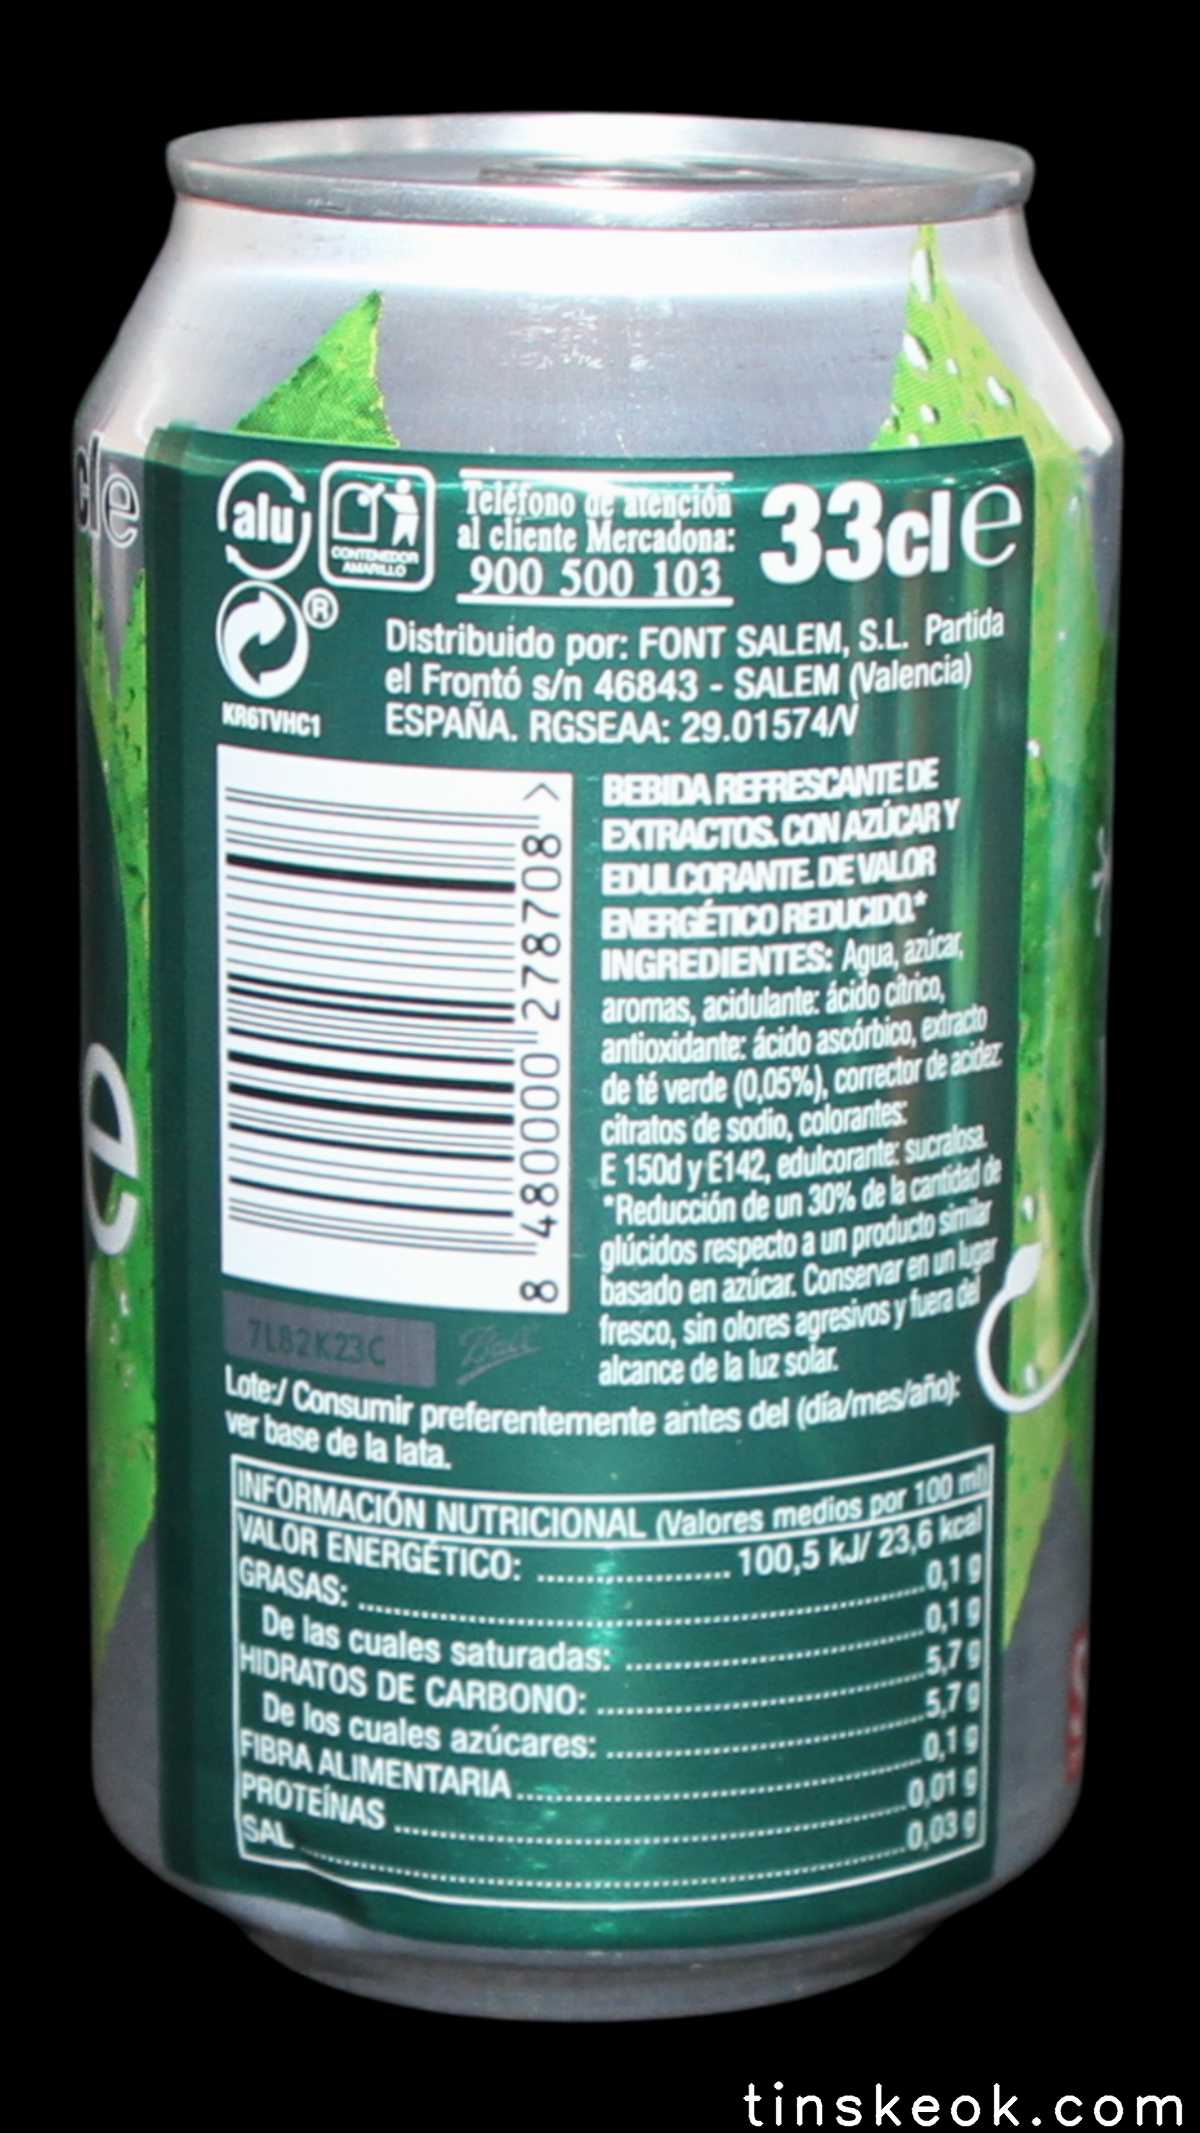 cl e
alu
CONTENEDOR
AMARILLO
Teléfono de atención
al cliente Mercadona:
900 500 103
33cl e
®
KR6TVHC1
Distribuido por: FONT SALEM, S.L. Partida
el Frontó s/n 46843 - SALEM (Valencia)
ESPAÑA. RGSEAA: 29.01574/V
8 480000 278708 >
BEBIDA REFRESCANTE DE
EXTRACTOS. CON AZÚCAR Y
EDULCORANTE. DE VALOR
ENERGÉTICO REDUCIDO.*
INGREDIENTES: Agua, azúcar,
aromas, acidulante: ácido cítrico,
antioxidante: ácido ascórbico, extracto
de té verde (0,05%), corrector de acidez:
citratos de sodio, colorantes:
E 150d y E142, edulcorante: sucralosa.
*Reducción de un 30% de la cantidad de
glúcidos respecto a un producto similar
basado en azúcar. Conservar en un lugar
fresco, sin olores agresivos y fuera del
alcance de la luz solar.
e
7L82K23C
Ball
Lote:/ Consumir preferentemente antes del (día/mes/año):
ver base de la lata.
INFORMACIÓN NUTRICIONAL (Valores medios por 100 ml)
VALOR ENERGÉTICO: .................... 100,5 kJ/ 23,6 kcal
GRASAS: .................... 0,1 g
De las cuales saturadas: .................... 0,1 g
HIDRATOS DE CARBONO: .................... 5,7 g
De los cuales azúcares: .................... 5,7 g
FIBRA ALIMENTARIA .................... 0,1 g
PROTEÍNAS .................... 0,01 g
SAL .................... 0,03 g
tinskeok.com